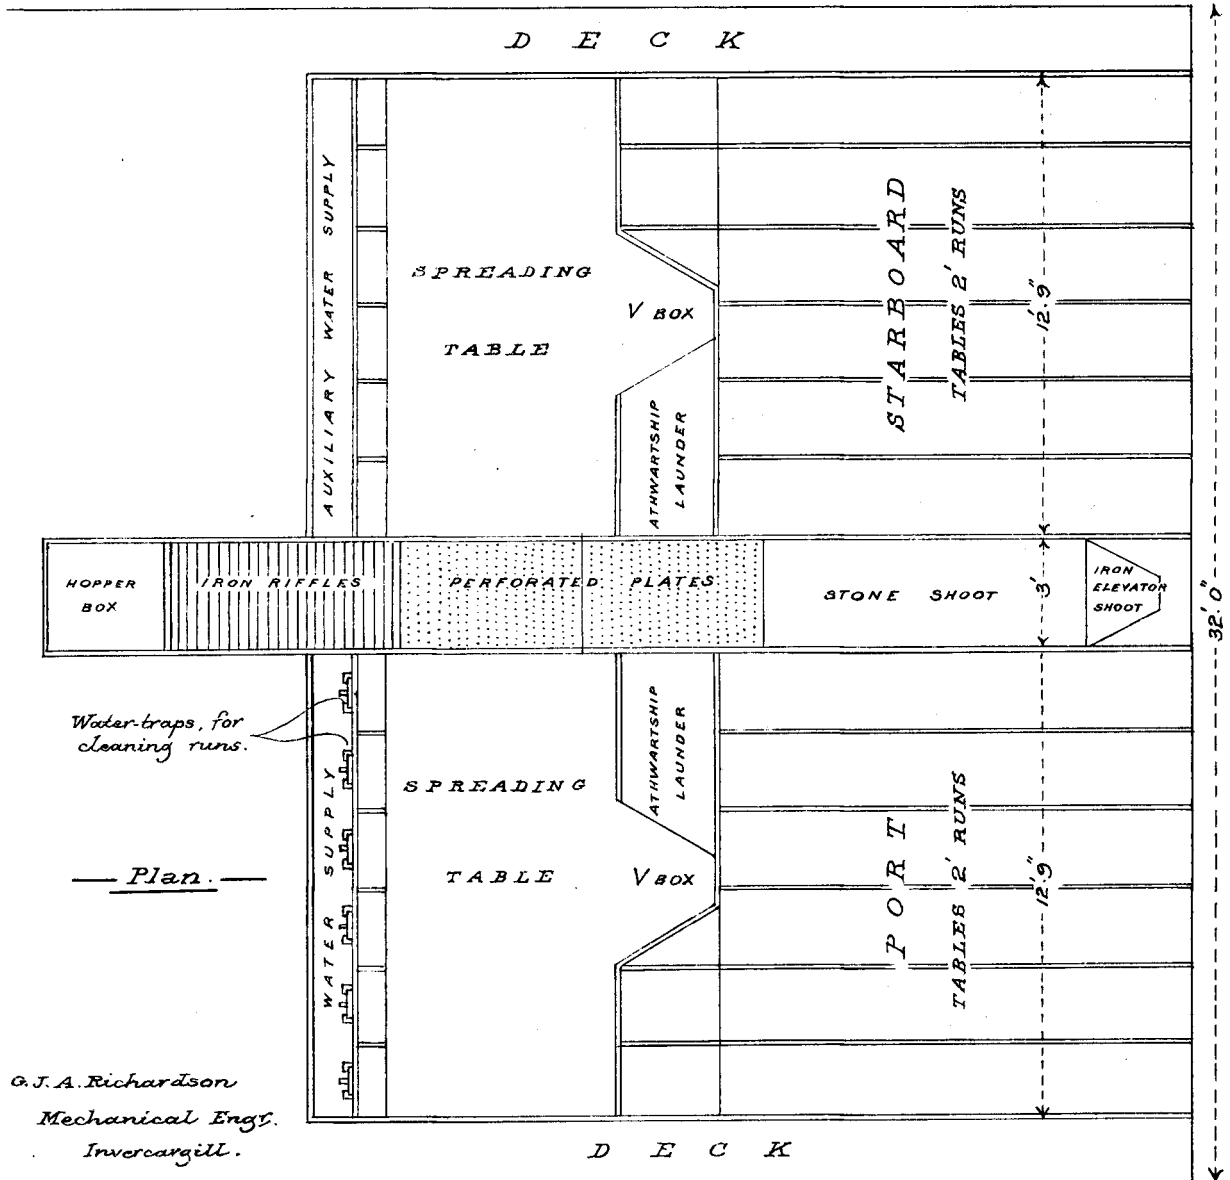 DECK
AUXILIARY WATER SUPPLY
SPREADING
TABLE
V BOX
ATHWARTSHIP
LAUNDER
STARBOARD
TABLES 2' RUNS
12'.9"
32'.0"
HOPPER
BOX
IRON RIFFLES
PERFORATED PLATES
STONE SHOOT
3'
IRON
ELEVATOR
SHOOT
Water-traps, for
cleaning runs.
WATER SUPPLY
SPREADING
TABLE
ATHWARTSHIP
LAUNDER
V BOX
PORT
TABLES 2' RUNS
12'.9"
Plan.
G. J. A. Richardson
Mechanical Engr.
Invercargill.
DECK